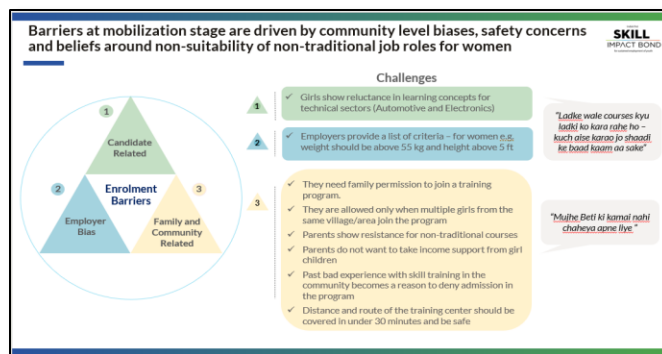 Barriers at mobilization stage are driven by community level biases, safety concerns
and beliefs around non-suitability of non-traditional job roles for women
SKILL
IMPACT BOND
Challenges
1
Candidate
Related
2
Enrolment
Barriers
3
Employer
Bias
Family and
Community
Related
1
✓ Girls show reluctance in learning concepts for
technical sectors (Automotive and Electronics)
2
✓ Employers provide a list of criteria – for women e.g.
weight should be above 55 kg and height above 5 ft
3
✓ They need family permission to join a training
program.
✓ They are allowed only when multiple girls from the
same village/area join the program
✓ Parents show resistance for non-traditional courses
✓ Parents do not want to take income support from girl
children
✓ Past bad experience with skill training in the
community becomes a reason to deny admission in
the program
✓ Distance and route of the training center should be
covered in under 30 minutes and be safe
"Ladke wale courses kyu
ladki ko kara rahe ho –
kuch aise karao jo shaadi
ke baad kaam aa sake"
"Mujhe Beti ki kamai nahi
chaheya apne liye"